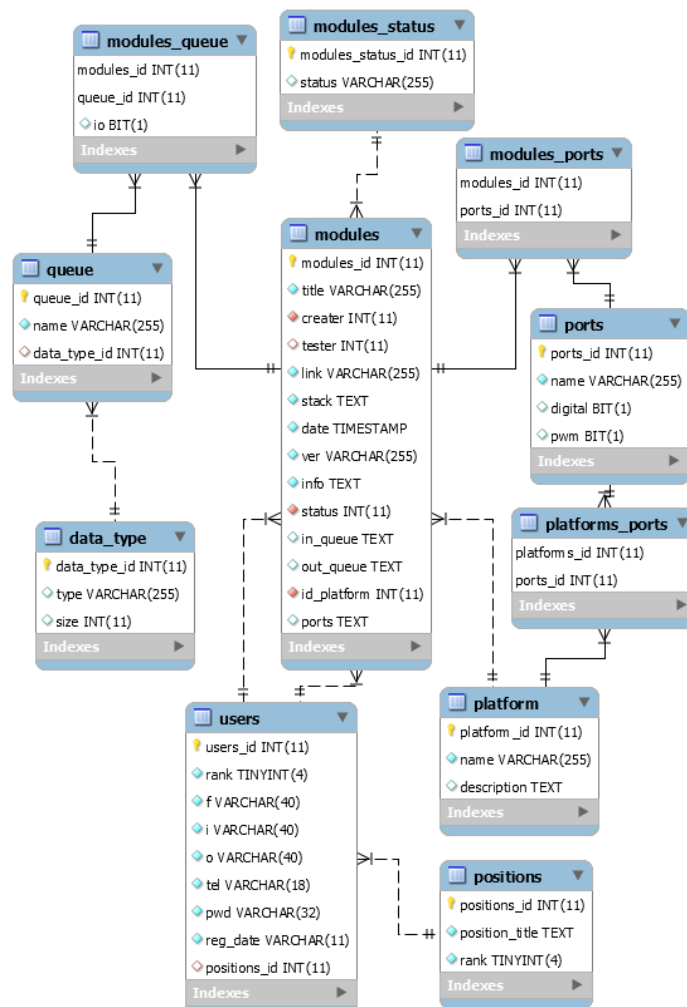 modules_queue
modules_id INT(11)
queue_id INT(11)
io BIT(1)
Indexes
modules_status
modules_status_id INT(11)
status VARCHAR(255)
Indexes
modules_ports
modules_id INT(11)
ports_id INT(11)
Indexes
modules
modules_id INT(11)
title VARCHAR(255)
creater INT(11)
tester INT(11)
link VARCHAR(255)
stack TEXT
date TIMESTAMP
ver VARCHAR(255)
info TEXT
status INT(11)
in_queue TEXT
out_queue TEXT
id_platform INT(11)
ports TEXT
Indexes
queue
queue_id INT(11)
name VARCHAR(255)
data_type_id INT(11)
Indexes
ports
ports_id INT(11)
name VARCHAR(255)
digital BIT(1)
pwm BIT(1)
Indexes
data_type
data_type_id INT(11)
type VARCHAR(255)
size INT(11)
Indexes
platforms_ports
platforms_id INT(11)
ports_id INT(11)
Indexes
users
users_id INT(11)
rank TINYINT(4)
f VARCHAR(40)
i VARCHAR(40)
o VARCHAR(40)
tel VARCHAR(18)
pwd VARCHAR(32)
reg_date VARCHAR(11)
positions_id INT(11)
Indexes
platform
platform_id INT(11)
name VARCHAR(255)
description TEXT
Indexes
positions
positions_id INT(11)
position_title TEXT
rank TINYINT(4)
Indexes